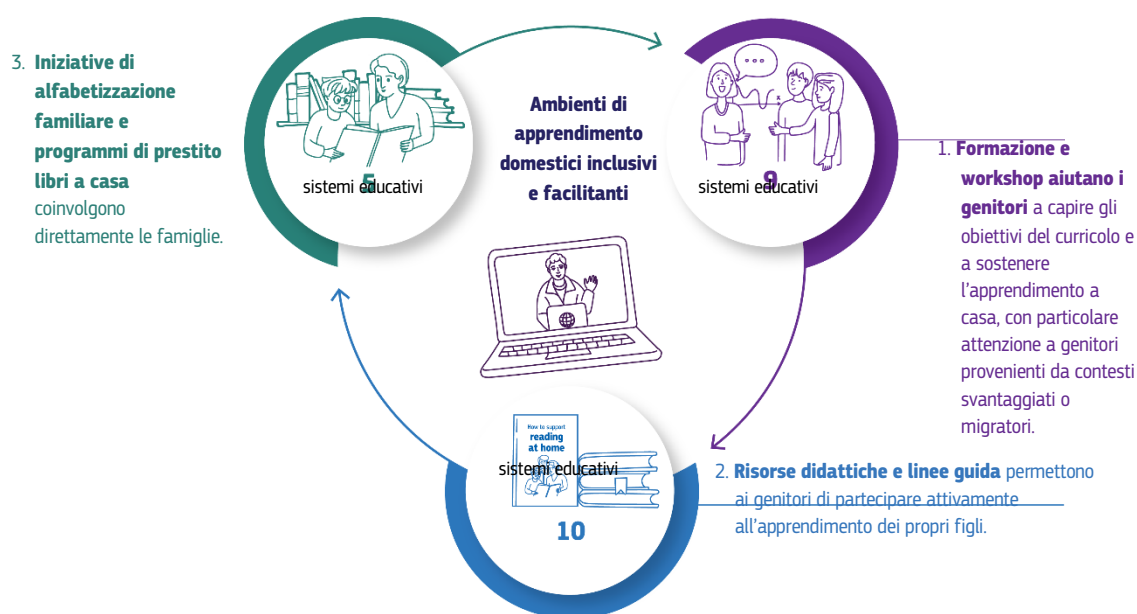 3. Iniziative di
alfabetizzazione
familiare e
programmi di prestito
libri a casa
coinvolgono
direttamente le famiglie.
5
sistemi educativi
Ambienti di
apprendimento
domestici inclusivi
e facilitanti
9
sistemi educativi
1. Formazione e
workshop aiutano i
genitori a capire gli
obiettivi del curricolo e
a sostenere
l'apprendimento a
casa, con particolare
attenzione a genitori
provenienti da contesti
svantaggiati o
migratori.
How to support
reading
at home
sistemi educativi
10
2. Risorse didattiche e linee guida permettono
ai genitori di partecipare attivamente
all'apprendimento dei propri figli.